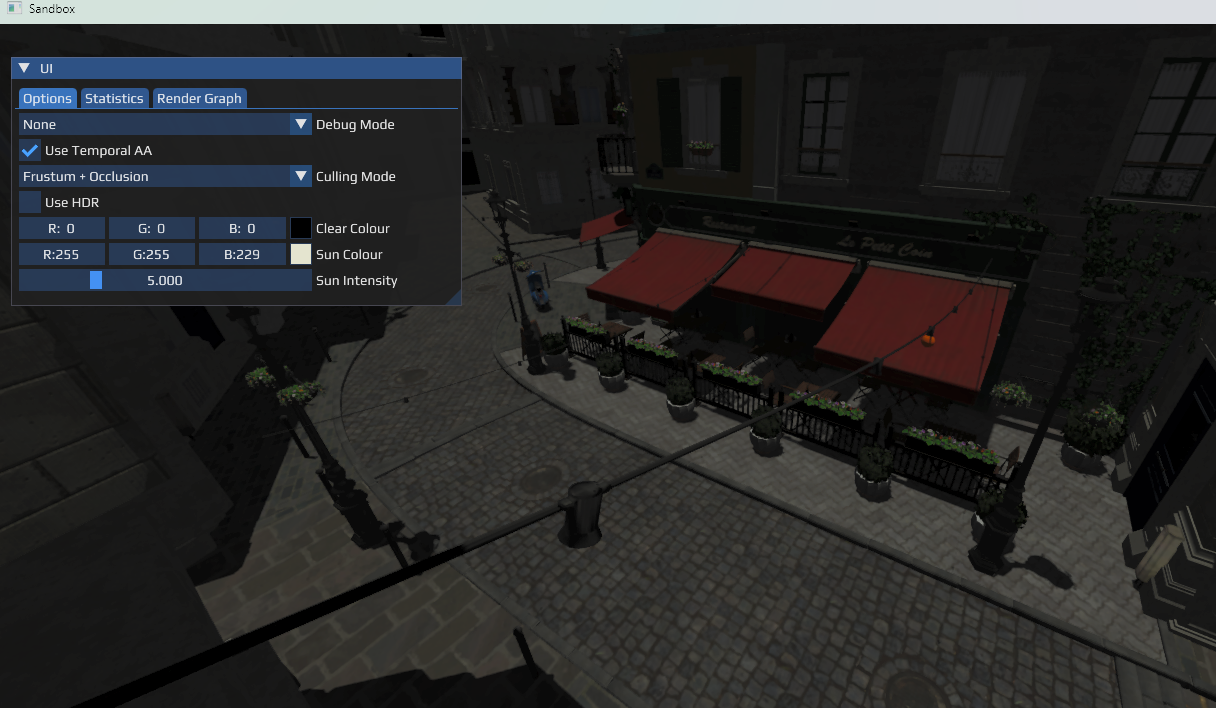 Sandbox
UI
Options Statistics Render Graph
None Debug Mode
Use Temporal AA
Frustum + Occlusion Culling Mode
Use HDR
R: 0 G: 0 B: 0 Clear Colour
R:255 G:255 B:229 Sun Colour
5.000 Sun Intensity
Restaurant
Le Petit Coin